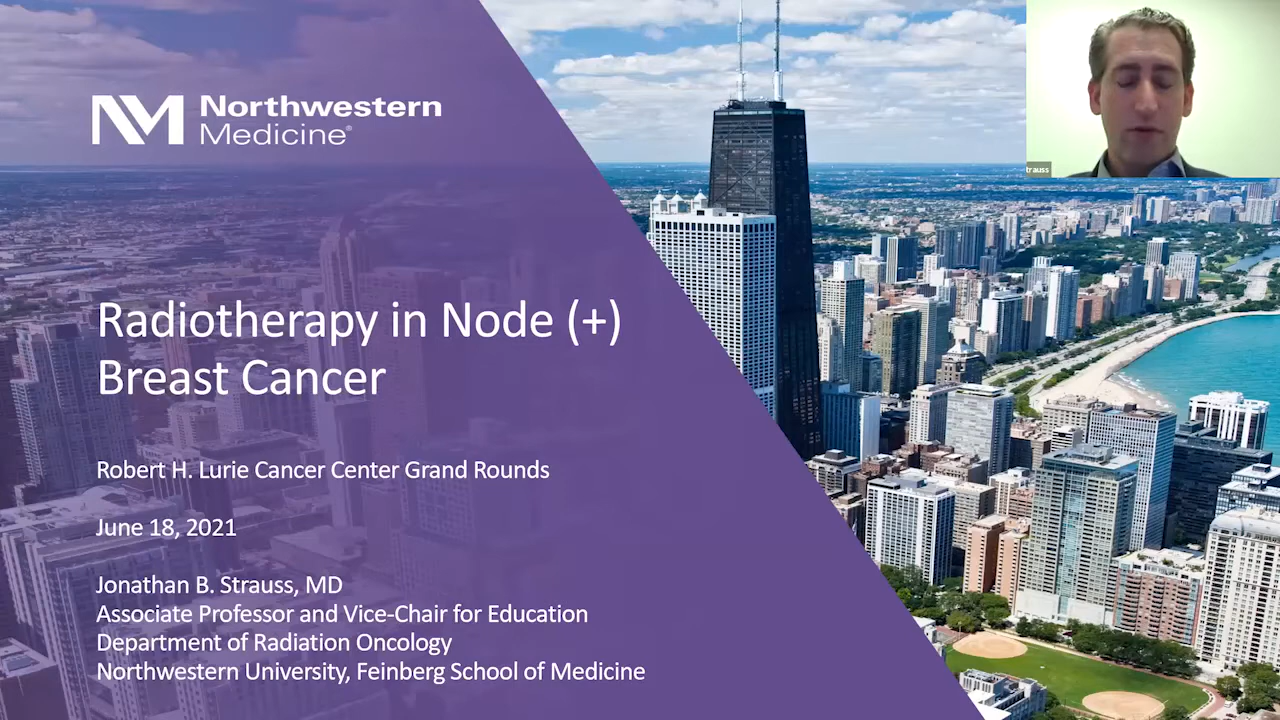 Northwestern
Medicine®
trauss
Radiotherapy in Node (+)
Breast Cancer
Robert H. Lurie Cancer Center Grand Rounds
June 18, 2021
Jonathan B. Strauss, MD
Associate Professor and Vice-Chair for Education
Department of Radiation Oncology
Northwestern University, Feinberg School of Medicine